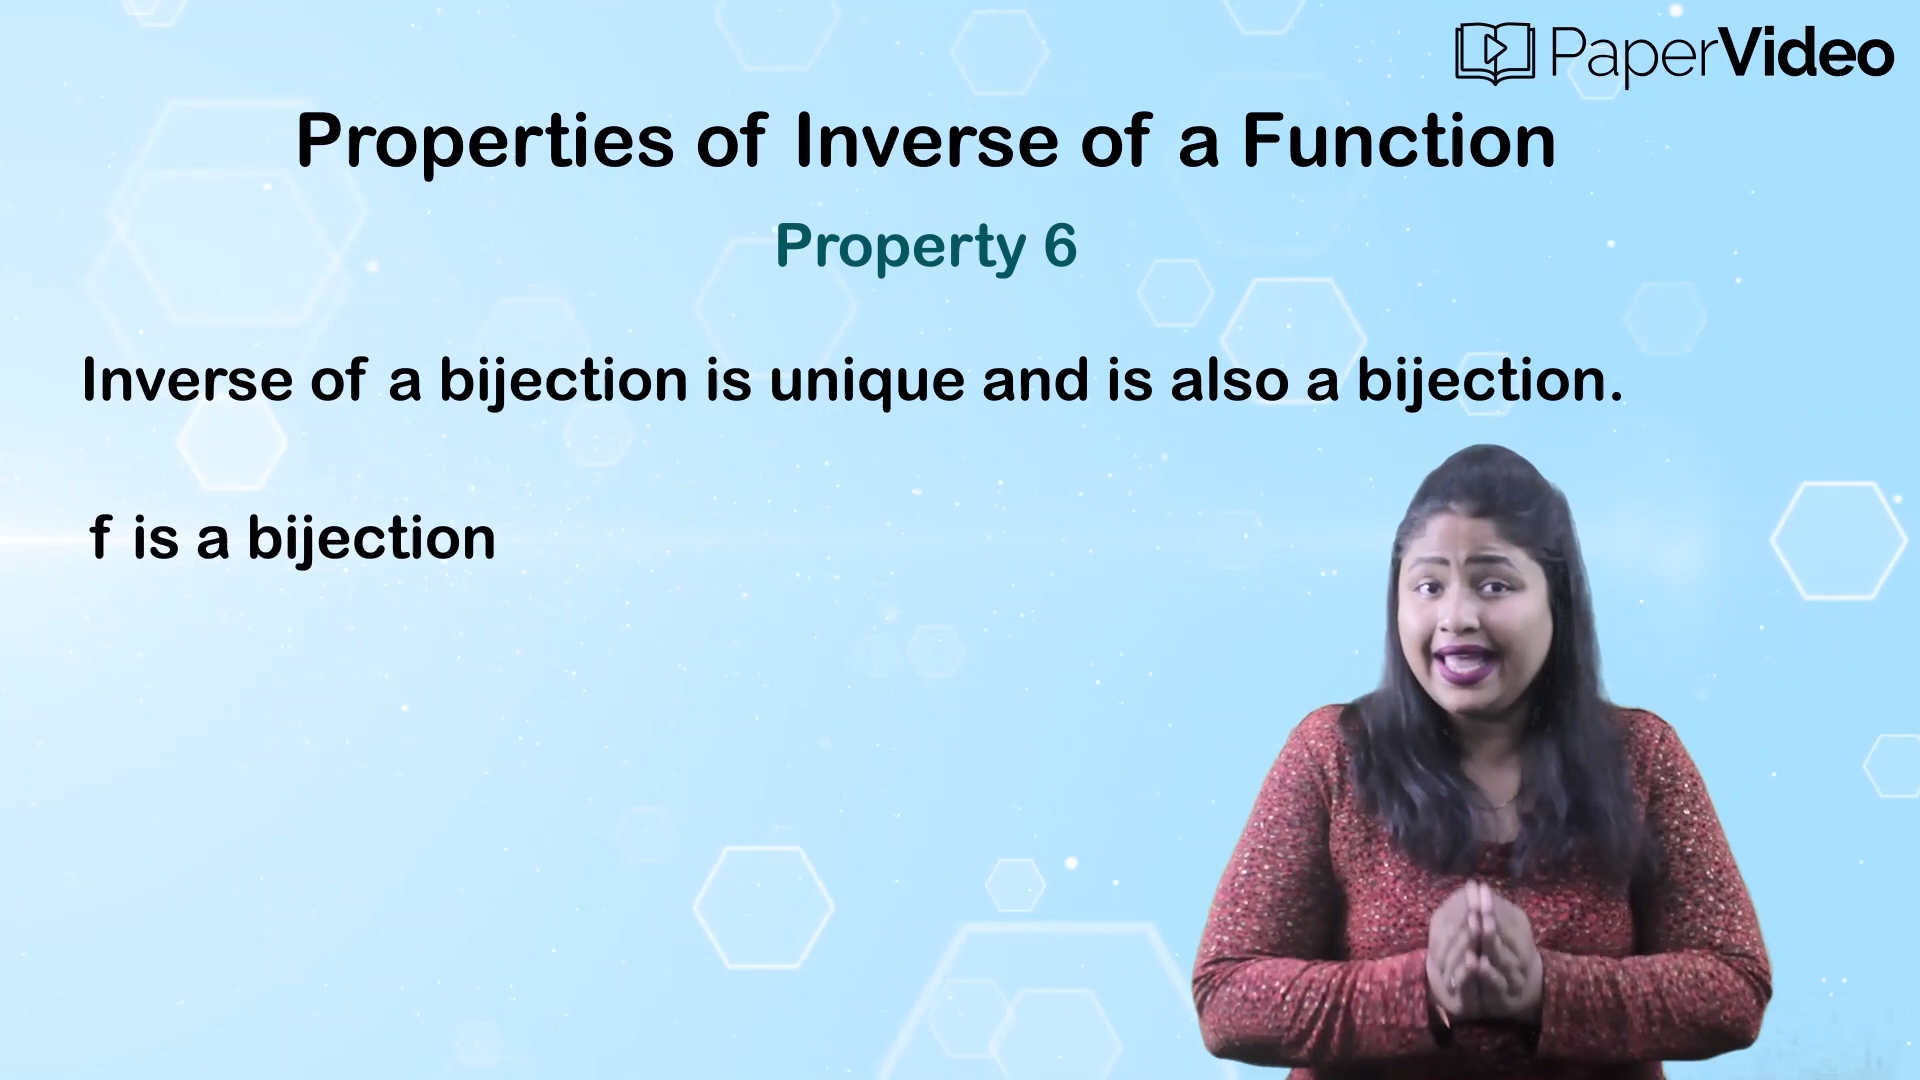 PaperVideo
Properties of Inverse of a Function
Property 6
Inverse of a bijection is unique and is also a bijection.
f is a bijection